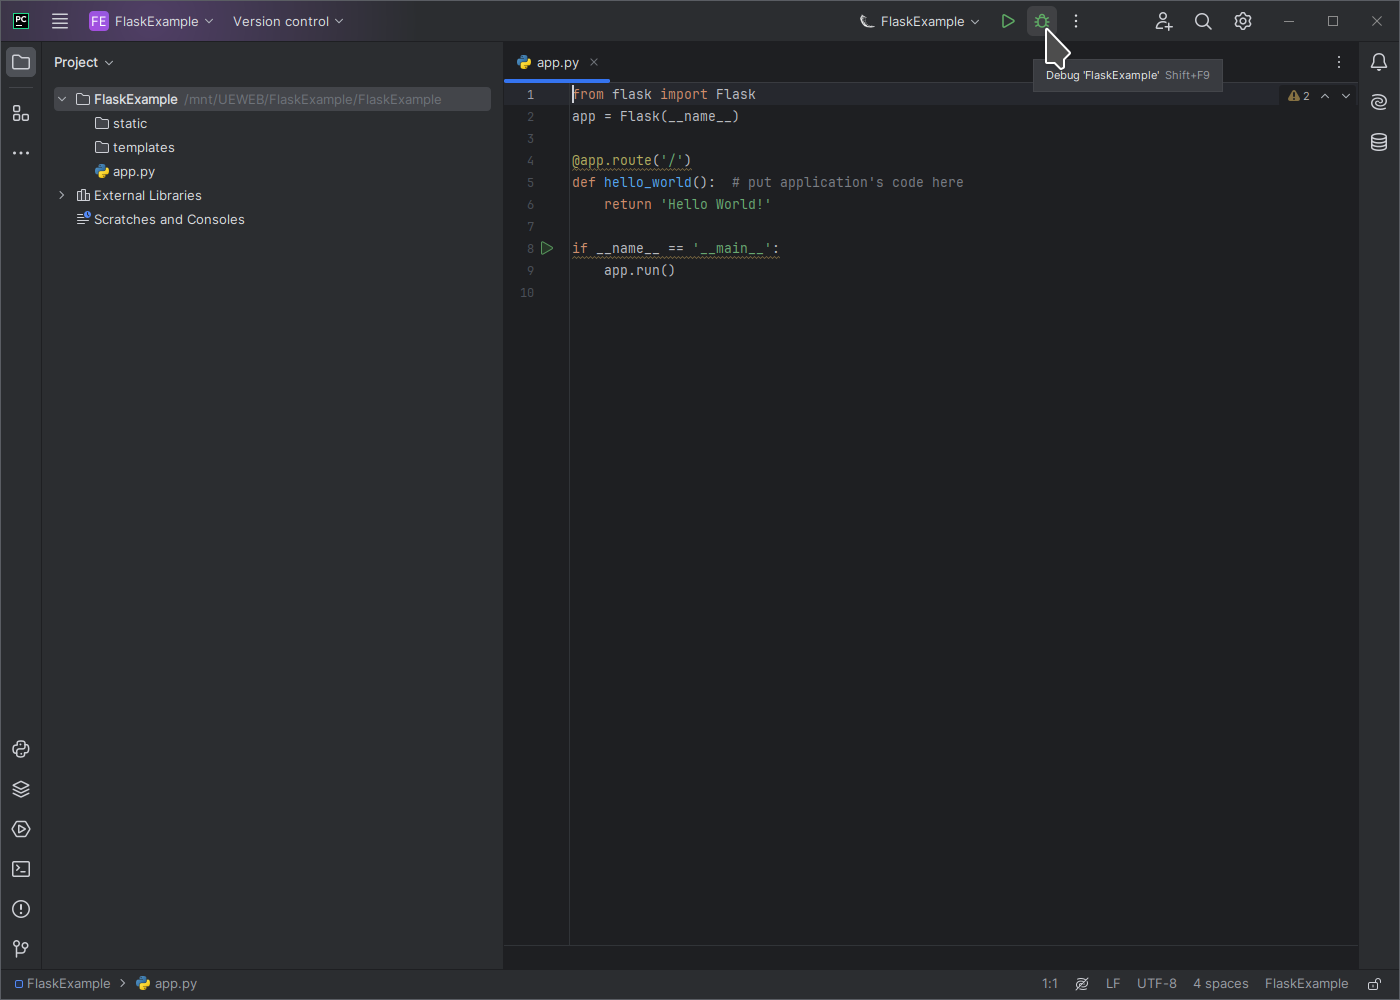 PC FE FlaskExample Version control FlaskExample
Project
app.py
Debug 'FlaskExample' Shift+F9
FlaskExample /mnt/UEWEB/FlaskExample/FlaskExample
static
templates
app.py
External Libraries
Scratches and Consoles
2
1 from flask import Flask
2 app = Flask(__name__)
3
4 @app.route('/')
5 def hello_world():  # put application's code here
6     return 'Hello World!'
7
8 if __name__ == '__main__':
9     app.run()
10
FlaskExample app.py 1:1 LF UTF-8 4 spaces FlaskExample